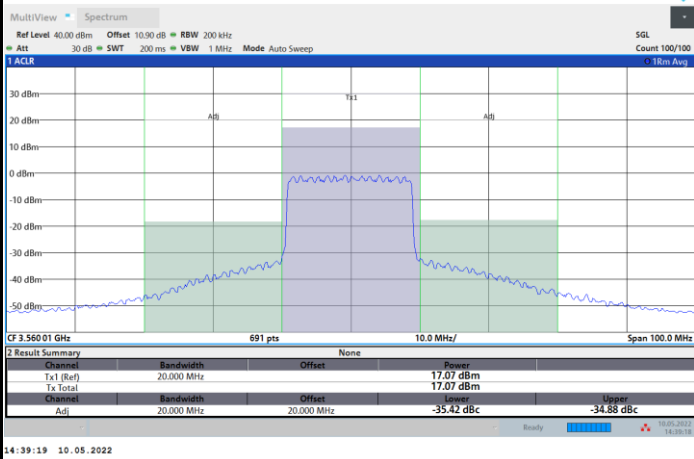 MultiView Spectrum
Ref Level 40.00 dBm Offset 10.90 dB RBW 200 kHz SGL
Att 30 dB SWT 200 ms VBW 1 MHz Mode Auto Sweep Count 100/100
1 ACLR 1Rm Avg
30 dBm
Tx1
20 dBm Adj Adj
10 dBm
0 dBm
-10 dBm
-20 dBm
-30 dBm
-40 dBm
-50 dBm
CF 3.56001 GHz 691 pts 10.0 MHz/ Span 100.0 MHz
2 Result Summary None
Channel Bandwidth Offset Power
Tx1 (Ref) 20.000 MHz 17.07 dBm
Tx Total 17.07 dBm
Channel Bandwidth Offset Lower Upper
Adj 20.000 MHz 20.000 MHz -35.42 dBc -34.88 dBc
Ready 10.05.2022
14:39:18
14:39:19 10.05.2022